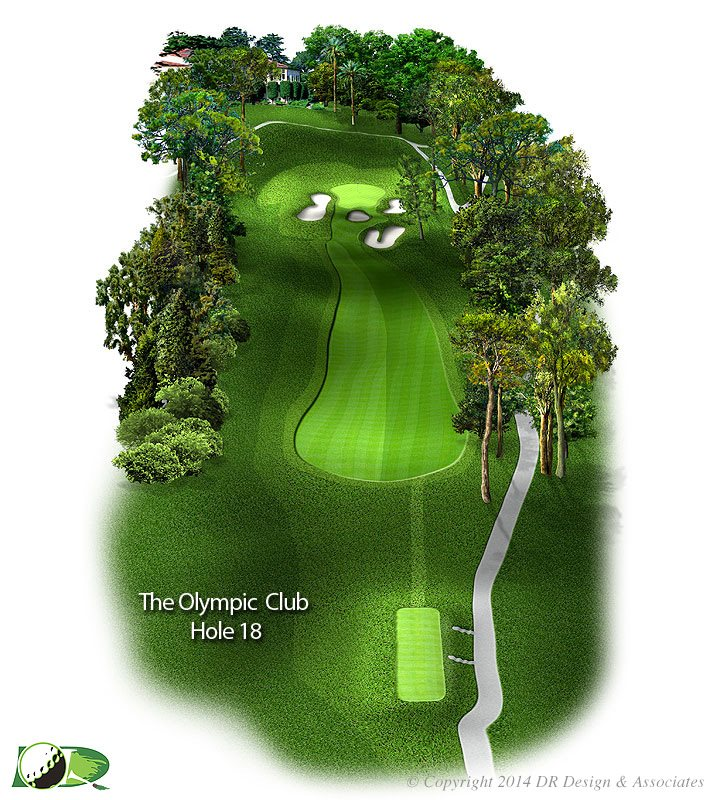 The Olympic Club
Hole 18
© Copyright 2014 DR Design & Associates